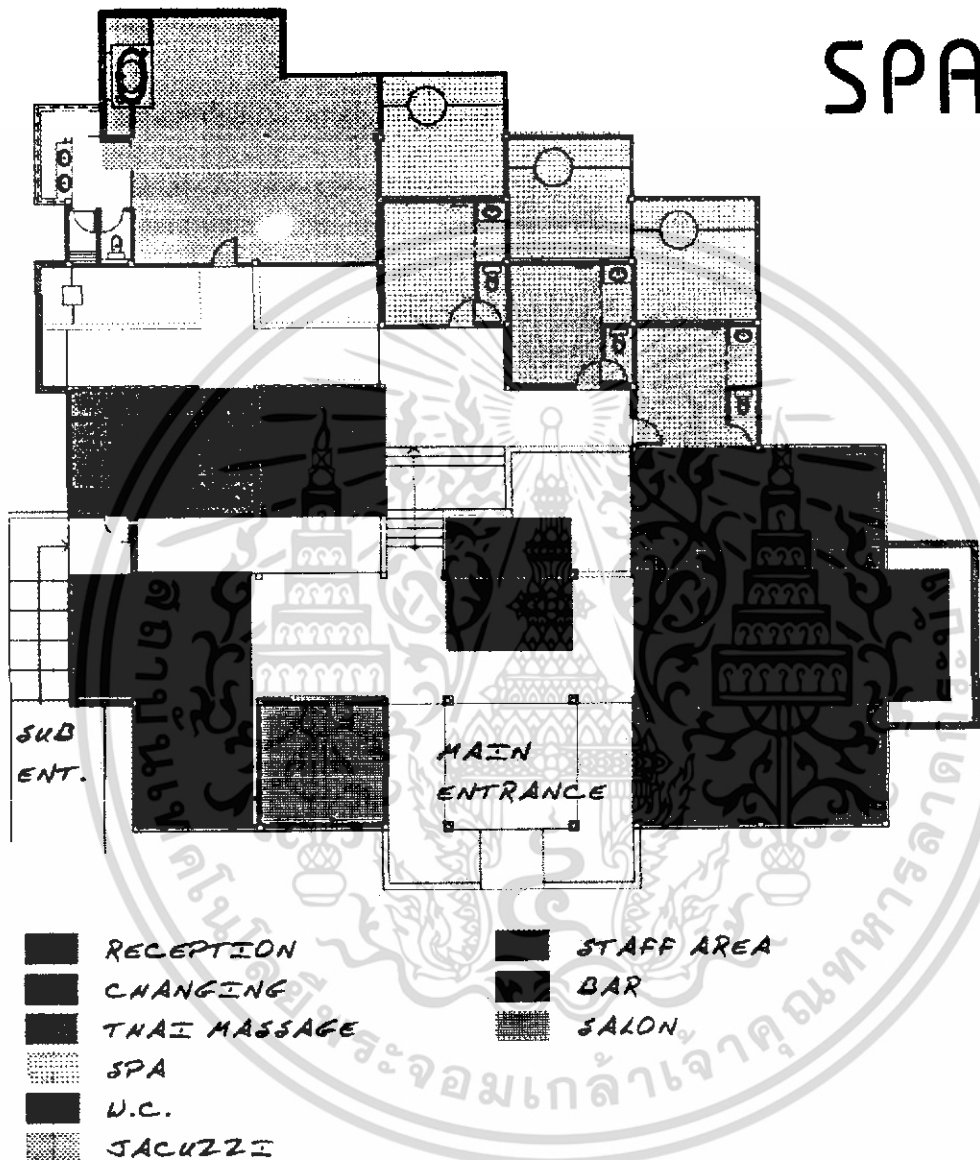 SPA
SUB
ENT.
MAIN
ENTRANCE
RECEPTION
CHANGING
THAI MASSAGE
SPA
W.C.
JACUZZI
STAFF AREA
BAR
SALON